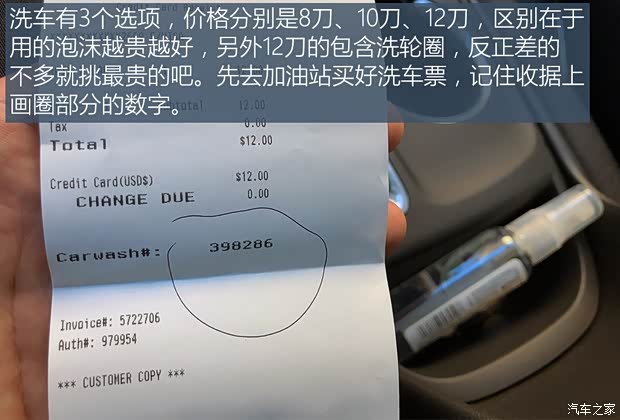 洗车有3个选项，价格分别是8刀、10刀、12刀，区别在于
用的泡沫越贵越好，另外12刀的包含洗轮圈，反正差的
不多就挑最贵的吧。先去加油站买好洗车票，记住收据上
画圈部分的数字。
12.00
Tax 0.00
Total $12.00
Credit Card(USD$) $12.00
CHANGE DUE 0.00
Carwash#: 398286
Invoice#: 5722706
Auth#: 979954
*** CUSTOMER COPY ***
汽车之家